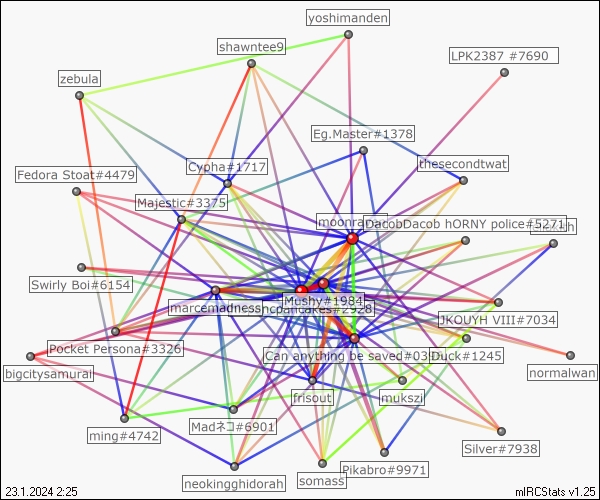 yoshimanden
shawntee9
LPK2387 #7690
zebula
Eg.Master#1378
Cypha#1717
thesecondtwat
Fedora Stoat#4479
Majestic#3375
DacobDacob hORNY police#5271
Swirly Boi#6154
Mushy#1984
marcemadness
JKOUYH VIII#7034
Pocket Persona#3326
Can anything be saved#03
Duck#1245
bigcitysamurai
normalwan
frisout
mukszi
Madネコ#6901
ming#4742
Silver#7938
Pikabro#9971
neokingghidorah
somass
23.1.2024 2:25
mIRCStats v1.25